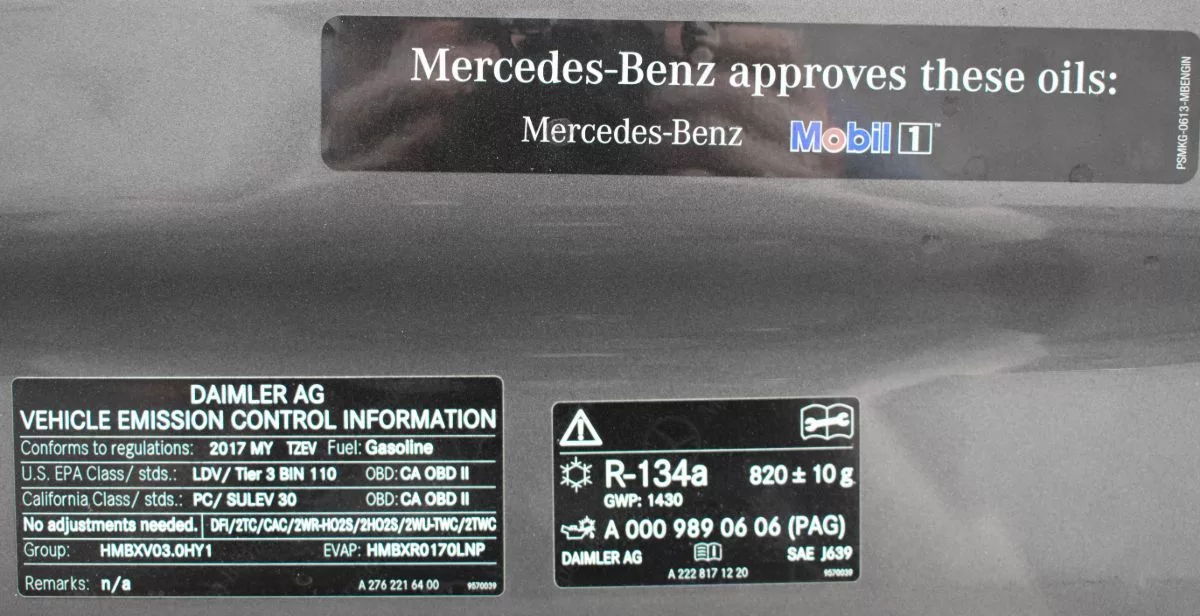 Mercedes-Benz approves these oils:
Mercedes-Benz Mobil 1™
PSMKG-0613-MBENGIN
DAIMLER AG
VEHICLE EMISSION CONTROL INFORMATION
Conforms to regulations: 2017 MY TZEV Fuel: Gasoline
U.S. EPA Class/ stds.: LDV/ Tier 3 BIN 110 OBD: CA OBD II
California Class/ stds.: PC/ SULEV 30 OBD: CA OBD II
No adjustments needed. DFI/2TC/CAC/2WR-HO2S/2HO2S/2WU-TWC/2TWC
Group: HMBXV03.0HY1 EVAP: HMBXR0170LNP
Remarks: n/a A 276 221 64 00 9570039
R-134a 820 ± 10 g
GWP: 1430
A 000 989 06 06 (PAG)
DAIMLER AG SAE J639
A 222 817 12 20 9570039